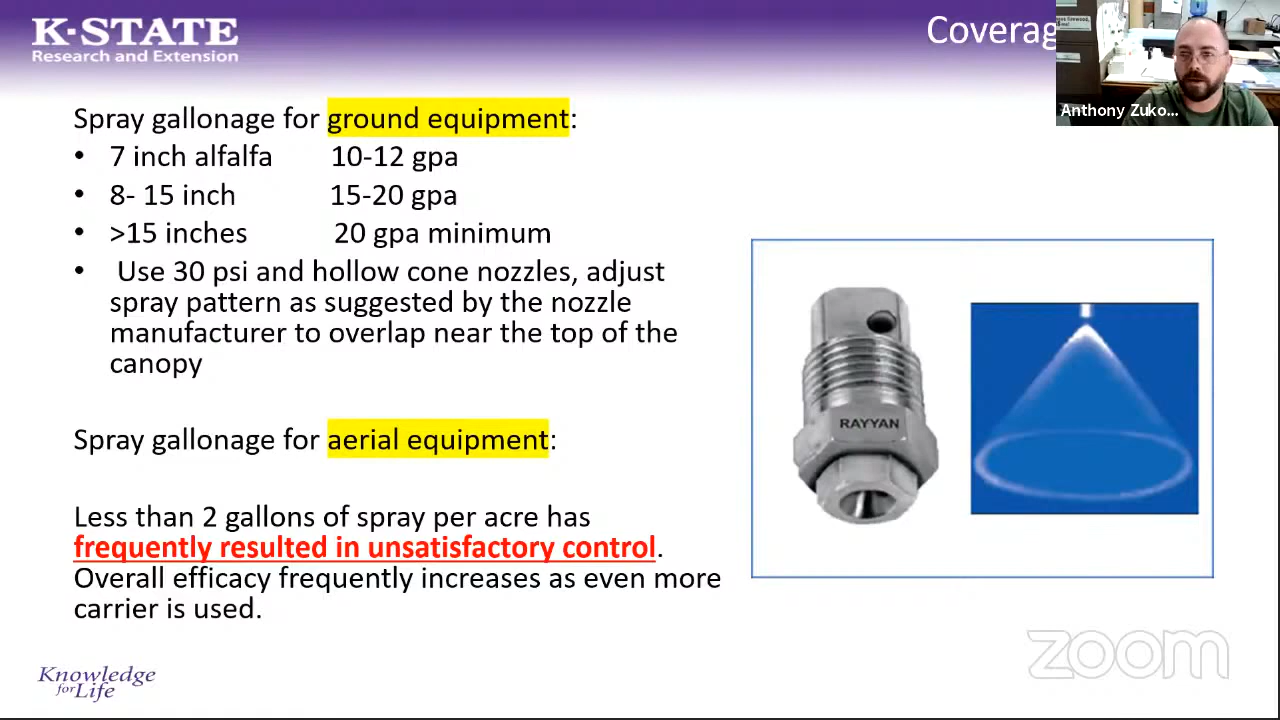 K-STATE
Research and Extension
Coverag
Anthony Zuko...
Spray gallonage for ground equipment:
• 7 inch alfalfa 10-12 gpa
• 8- 15 inch 15-20 gpa
• >15 inches 20 gpa minimum
• Use 30 psi and hollow cone nozzles, adjust
spray pattern as suggested by the nozzle
manufacturer to overlap near the top of the
canopy
RAYYAN
Spray gallonage for aerial equipment:
Less than 2 gallons of spray per acre has
frequently resulted in unsatisfactory control.
Overall efficacy frequently increases as even more
carrier is used.
Knowledge
for Life
zoom